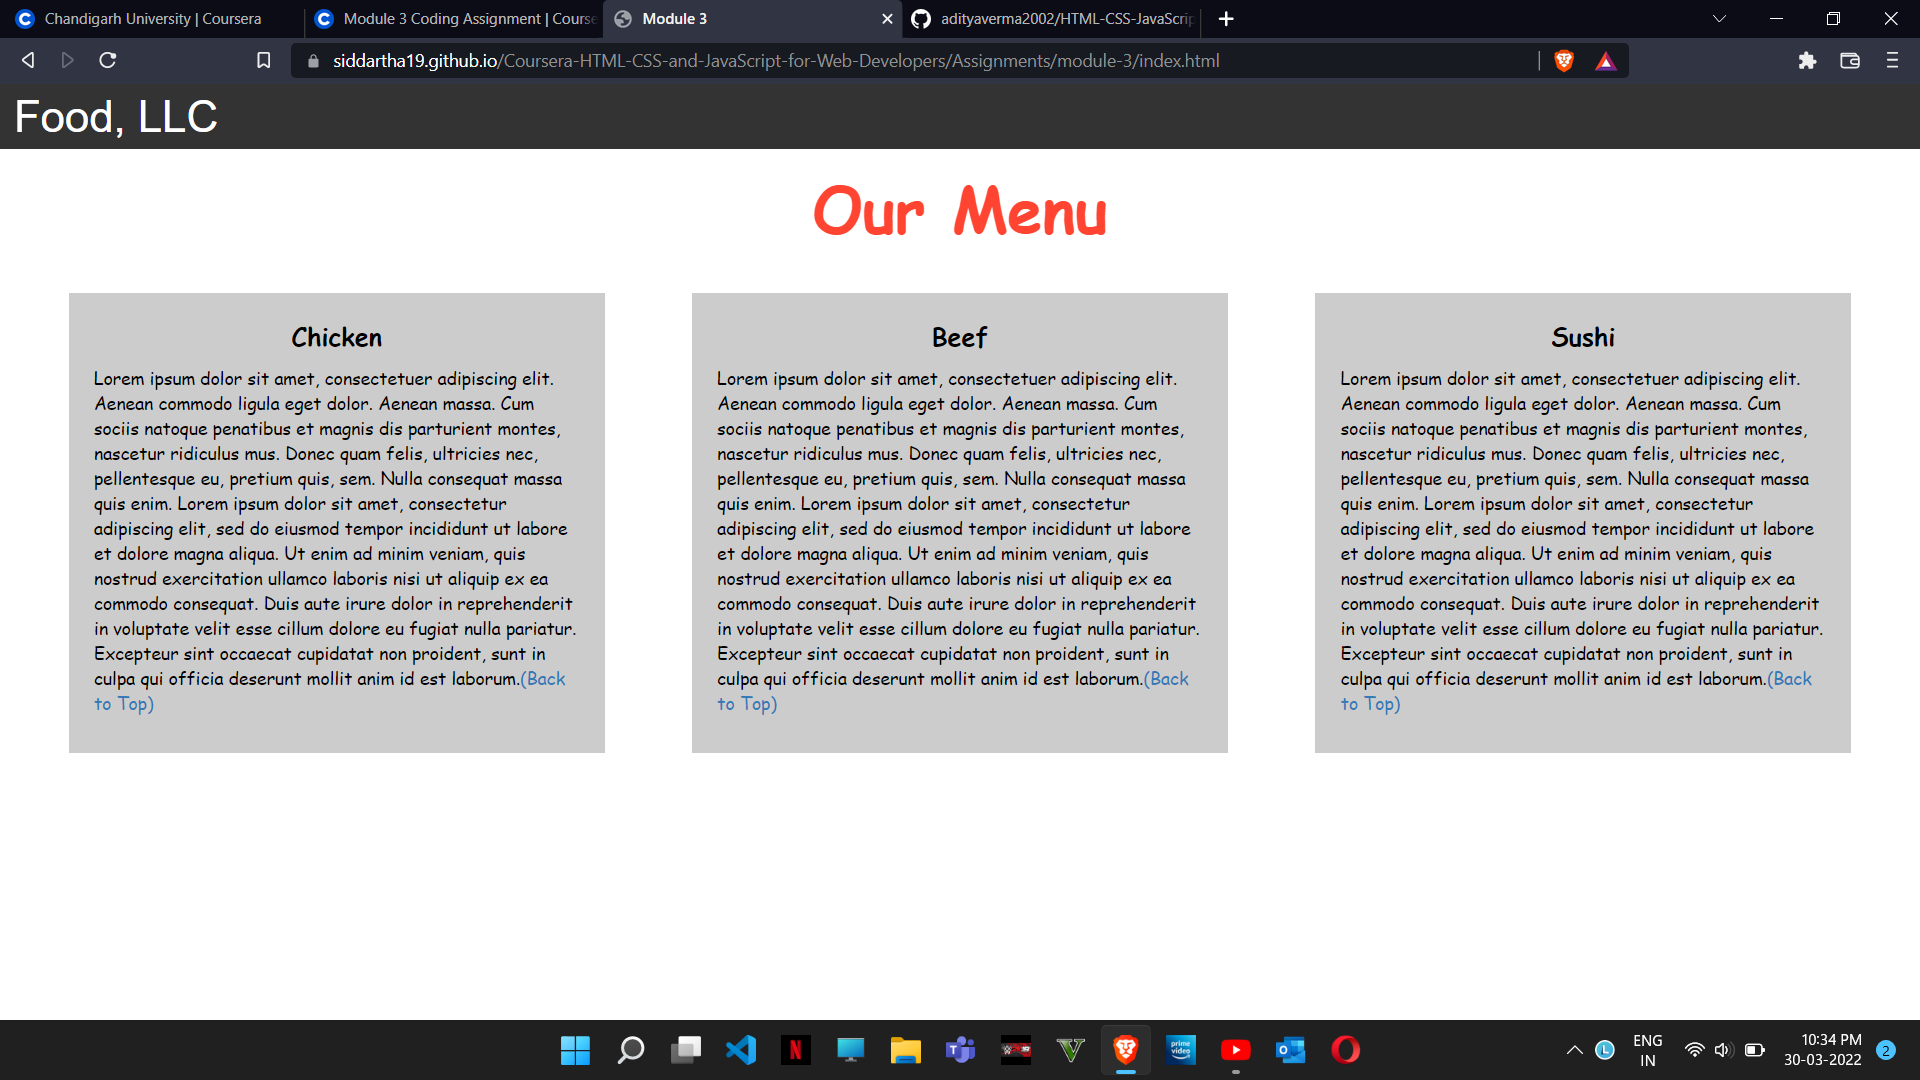 Chandigarh University | Coursera
Module 3 Coding Assignment | Course
Module 3
adityaverma2002/HTML-CSS-JavaScrip
siddartha19.github.io/Coursera-HTML-CSS-and-JavaScript-for-Web-Developers/Assignments/module-3/index.html
Food, LLC
Our Menu
Chicken
Lorem ipsum dolor sit amet, consectetuer adipiscing elit.
Aenean commodo ligula eget dolor. Aenean massa. Cum
sociis natoque penatibus et magnis dis parturient montes,
nascetur ridiculus mus. Donec quam felis, ultricies nec,
pellentesque eu, pretium quis, sem. Nulla consequat massa
quis enim. Lorem ipsum dolor sit amet, consectetur
adipiscing elit, sed do eiusmod tempor incididunt ut labore
et dolore magna aliqua. Ut enim ad minim veniam, quis
nostrud exercitation ullamco laboris nisi ut aliquip ex ea
commodo consequat. Duis aute irure dolor in reprehenderit
in voluptate velit esse cillum dolore eu fugiat nulla pariatur.
Excepteur sint occaecat cupidatat non proident, sunt in
culpa qui officia deserunt mollit anim id est laborum.(Back
to Top)
Beef
Lorem ipsum dolor sit amet, consectetuer adipiscing elit.
Aenean commodo ligula eget dolor. Aenean massa. Cum
sociis natoque penatibus et magnis dis parturient montes,
nascetur ridiculus mus. Donec quam felis, ultricies nec,
pellentesque eu, pretium quis, sem. Nulla consequat massa
quis enim. Lorem ipsum dolor sit amet, consectetur
adipiscing elit, sed do eiusmod tempor incididunt ut labore
et dolore magna aliqua. Ut enim ad minim veniam, quis
nostrud exercitation ullamco laboris nisi ut aliquip ex ea
commodo consequat. Duis aute irure dolor in reprehenderit
in voluptate velit esse cillum dolore eu fugiat nulla pariatur.
Excepteur sint occaecat cupidatat non proident, sunt in
culpa qui officia deserunt mollit anim id est laborum.(Back
to Top)
Sushi
Lorem ipsum dolor sit amet, consectetuer adipiscing elit.
Aenean commodo ligula eget dolor. Aenean massa. Cum
sociis natoque penatibus et magnis dis parturient montes,
nascetur ridiculus mus. Donec quam felis, ultricies nec,
pellentesque eu, pretium quis, sem. Nulla consequat massa
quis enim. Lorem ipsum dolor sit amet, consectetur
adipiscing elit, sed do eiusmod tempor incididunt ut labore
et dolore magna aliqua. Ut enim ad minim veniam, quis
nostrud exercitation ullamco laboris nisi ut aliquip ex ea
commodo consequat. Duis aute irure dolor in reprehenderit
in voluptate velit esse cillum dolore eu fugiat nulla pariatur.
Excepteur sint occaecat cupidatat non proident, sunt in
culpa qui officia deserunt mollit anim id est laborum.(Back
to Top)
prime
video
ENG
IN
10:34 PM
30-03-2022
2